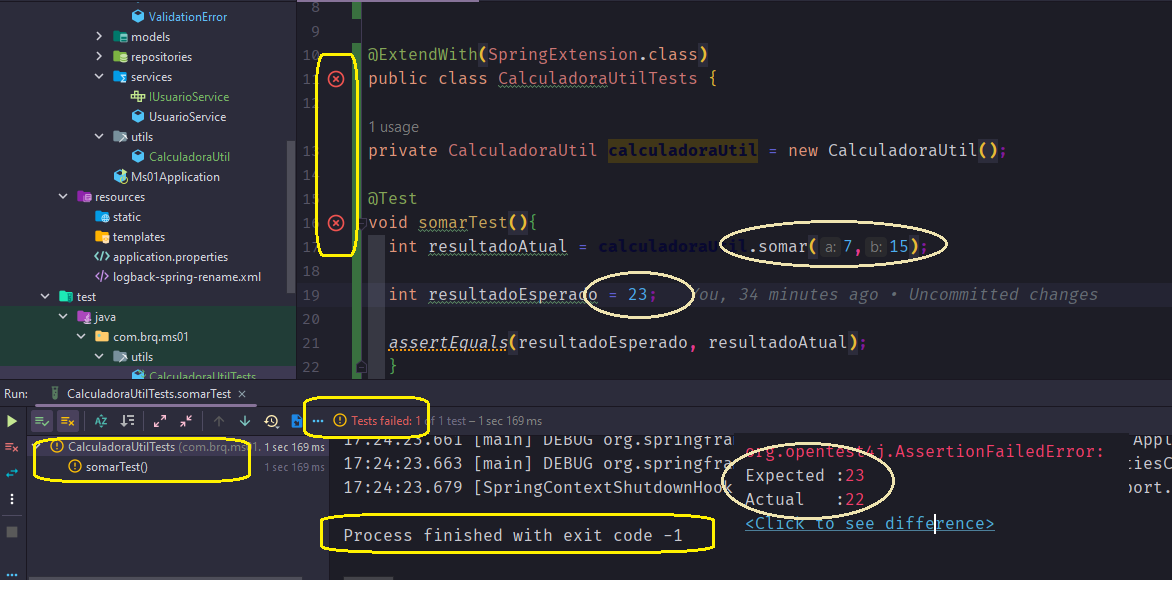 ValidationError
models
repositories
services
IUsuarioService
UsuarioService
utils
CalculadoraUtil
Ms01Application
resources
static
templates
application.properties
logback-spring-rename.xml
test
java
com.brq.ms01
utils
CalculadoraUtilTests
8
9
10 @ExtendWith(SpringExtension.class)
11 public class CalculadoraUtilTests {
12
1 usage
13 private CalculadoraUtil calculadoraUtil = new CalculadoraUtil();
14
15 @Test
16 void somarTest(){
17 int resultadoAtual = calculadoraUtil.somar( a: 7, b: 15);
18
19 int resultadoEsperado = 23; You, 34 minutes ago • Uncommitted changes
20
21 assertEquals(resultadoEsperado, resultadoAtual);
22 }
Run: CalculadoraUtilTests.somarTest ×
Tests failed: 1 of 1 test – 1 sec 169 ms
CalculadoraUtilTests (com.brq.ms01. 1 sec 169 ms
somarTest() 1 sec 169 ms
17:24:23.661 [main] DEBUG org.springfra
17:24:23.663 [main] DEBUG org.springfra
17:24:23.679 [SpringContextShutdownHook
Process finished with exit code -1
org.opentest4j.AssertionFailedError:
Expected :23
Actual :22
<Click to see difference>
Appl
tiesC
port.